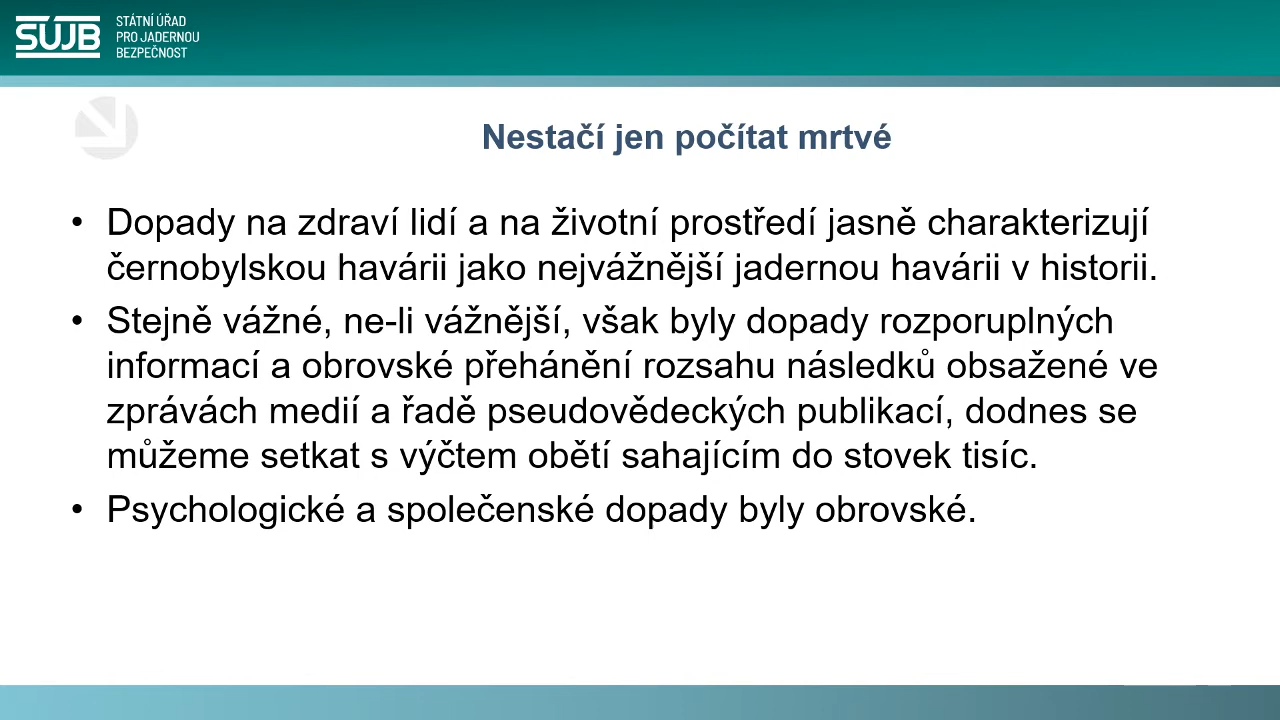 SÚJB
STÁTNÍ ÚŘAD
PRO JADERNOU
BEZPEČNOST
Nestačí jen počítat mrtvé
• Dopady na zdraví lidí a na životní prostředí jasně charakterizují
černobylskou havárii jako nejvážnější jadernou havárii v historii.
• Stejně vážné, ne-li vážnější, však byly dopady rozporuplných
informací a obrovské přehánění rozsahu následků obsažené ve
zprávách medií a řadě pseudovědeckých publikací, dodnes se
můžeme setkat s výčtem obětí sahajícím do stovek tisíc.
• Psychologické a společenské dopady byly obrovské.